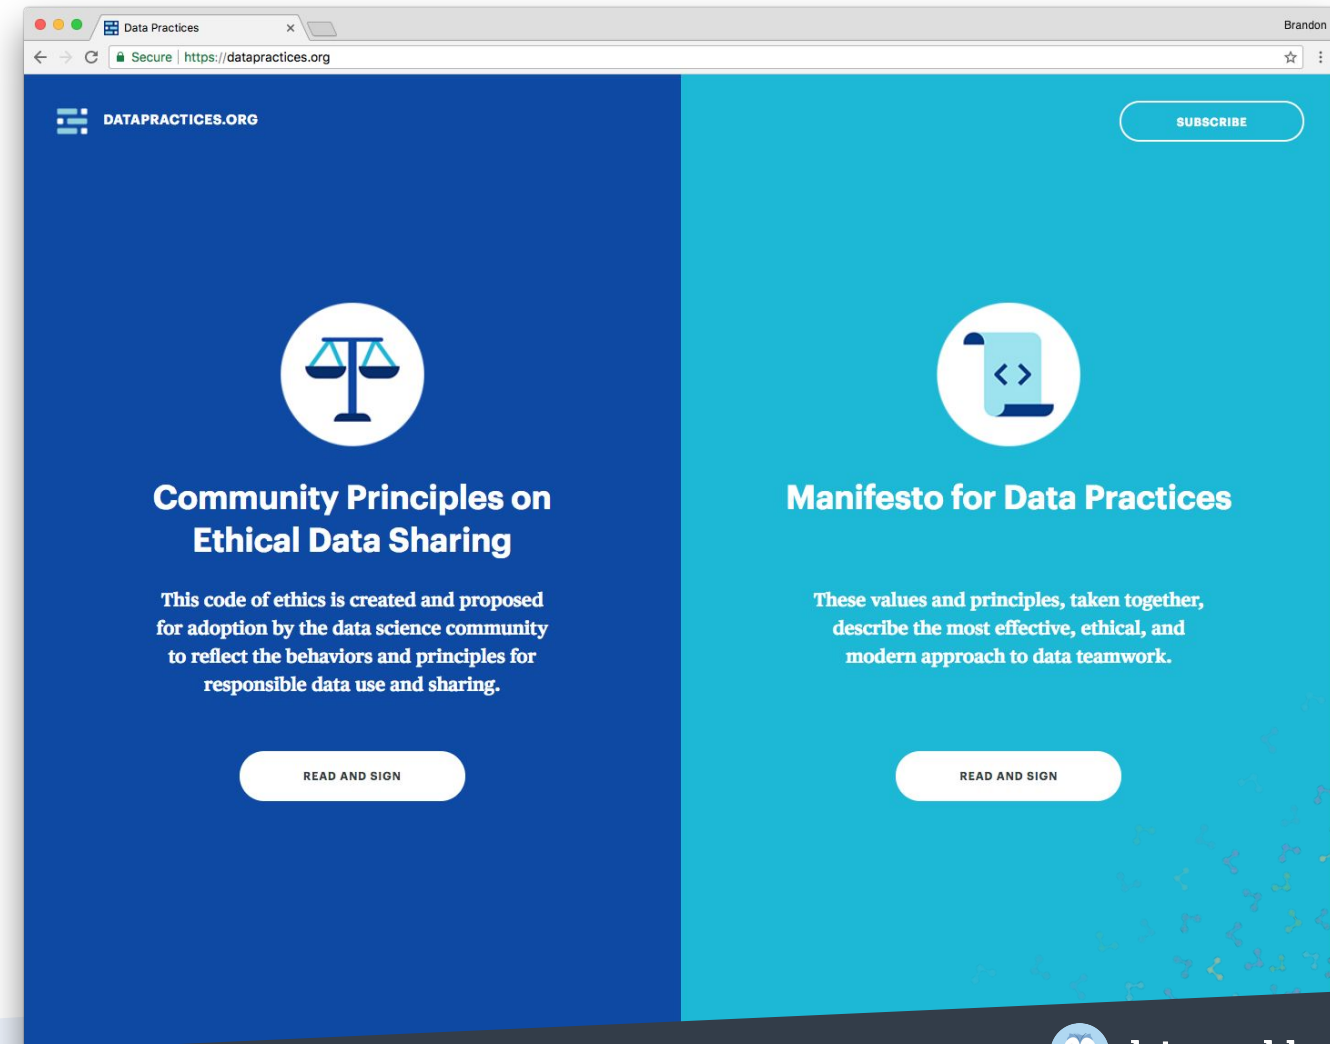 Data Practices
Brandon
Secure | https://datapractices.org
DATAPRACTICES.ORG
SUBSCRIBE
Community Principles on
Ethical Data Sharing
This code of ethics is created and proposed
for adoption by the data science community
to reflect the behaviors and principles for
responsible data use and sharing.
READ AND SIGN
Manifesto for Data Practices
These values and principles, taken together,
describe the most effective, ethical, and
modern approach to data teamwork.
READ AND SIGN